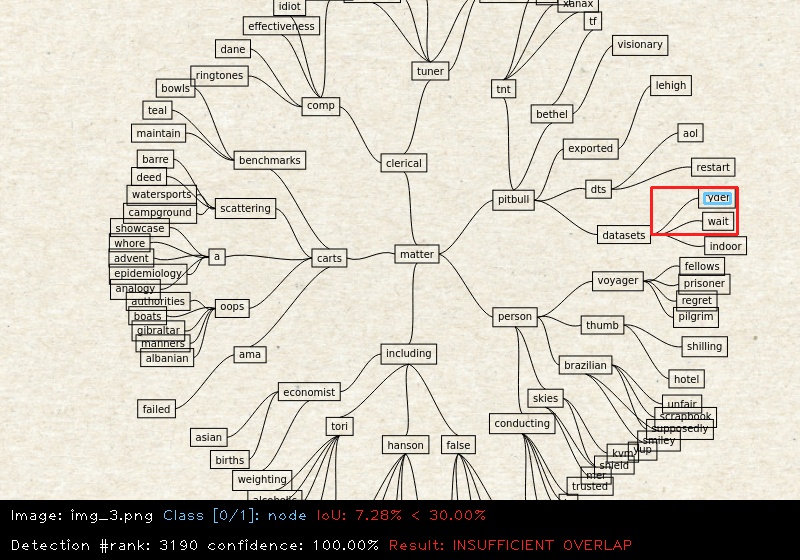 idiot
xanax
effectiveness
tf
dane
visionary
tuner
ringtones
bowls
tnt
lehigh
comp
teal
bethel
maintain
aol
exported
barre
benchmarks
clerical
restart
deed
dts
watersports
pitbull
ryder
campground
scattering
wait
showcase
datasets
whore
indoor
advent
a
carts
matter
epidemiology
fellows
analogy
voyager
prisoner
authorities
regret
boats
oops
person
pilgrim
gibraltar
thumb
manners
shilling
albanian
ama
including
brazilian
hotel
economist
skies
failed
unfair
scrapbook
conducting
tori
supposedly
asian
hanson
false
smiley
births
kvm
yup
shield
weighting
mer
trusted
alcoholic
Image: img_3.png Class [0/1]: node IoU: 7.28% < 30.00%
Detection #rank: 3190 confidence: 100.00% Result: INSUFFICIENT OVERLAP